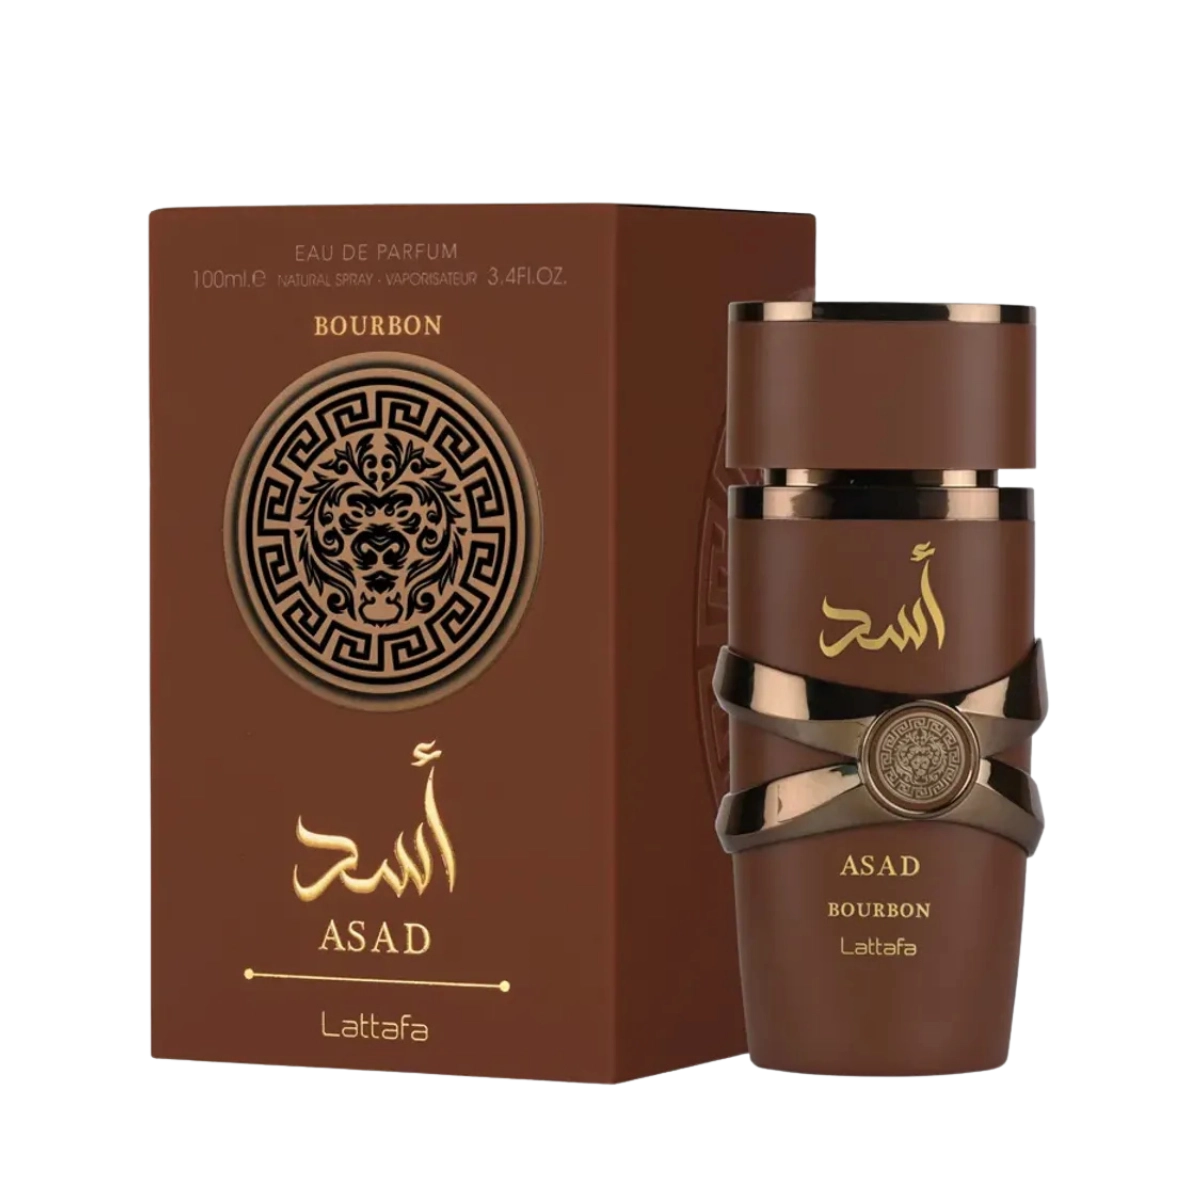 EAU DE PARFUM
100ml.e NATURAL SPRAY - VAPORISATEUR 3.4Fl.OZ.
BOURBON
أسد
ASAD
Lattafa
أسد
ASAD
BOURBON
Lattafa